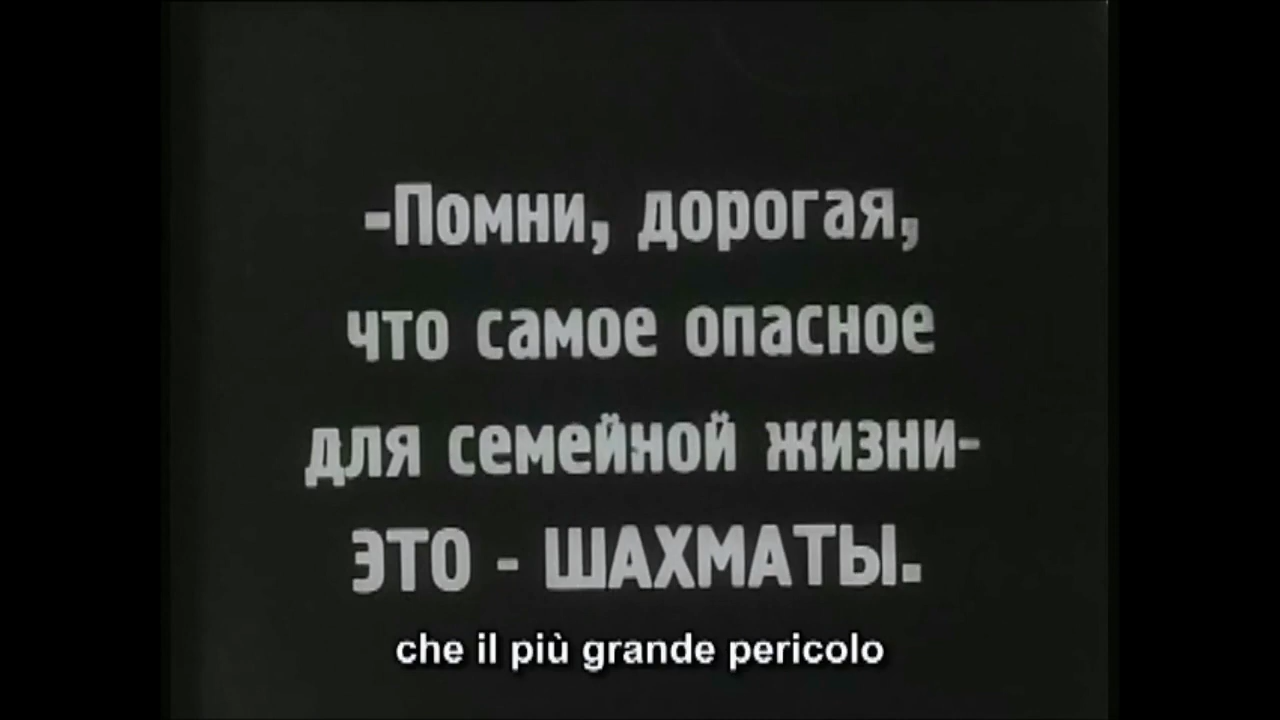 -Помни, дорогая,
что самое опасное
для семейной жизни-
ЭТО - ШАХМАТЫ.
che il più grande pericolo